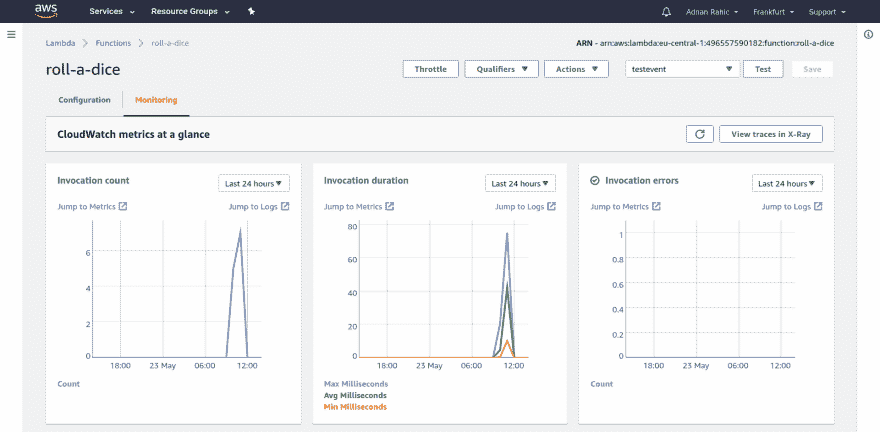 aws Services Resource Groups Adnan Rahic Frankfurt Support
Lambda Functions roll-a-dice ARN - arn:aws:lambda:eu-central-1:496557590182:function:roll-a-dice
roll-a-dice Throttle Qualifiers Actions testevent Test Save
Configuration Monitoring
CloudWatch metrics at a glance View traces in X-Ray
Invocation count Last 24 hours
Jump to Metrics Jump to Logs
6
4
2
0
18:00 23 May 06:00 12:00
Count
Invocation duration Last 24 hours
Jump to Metrics Jump to Logs
80
60
40
20
0
18:00 23 May 06:00 12:00
Max Milliseconds
Avg Milliseconds
Min Milliseconds
Invocation errors Last 24 hours
Jump to Metrics Jump to Logs
1
0.8
0.6
0.4
0.2
0
18:00 23 May 06:00 12:00
Count